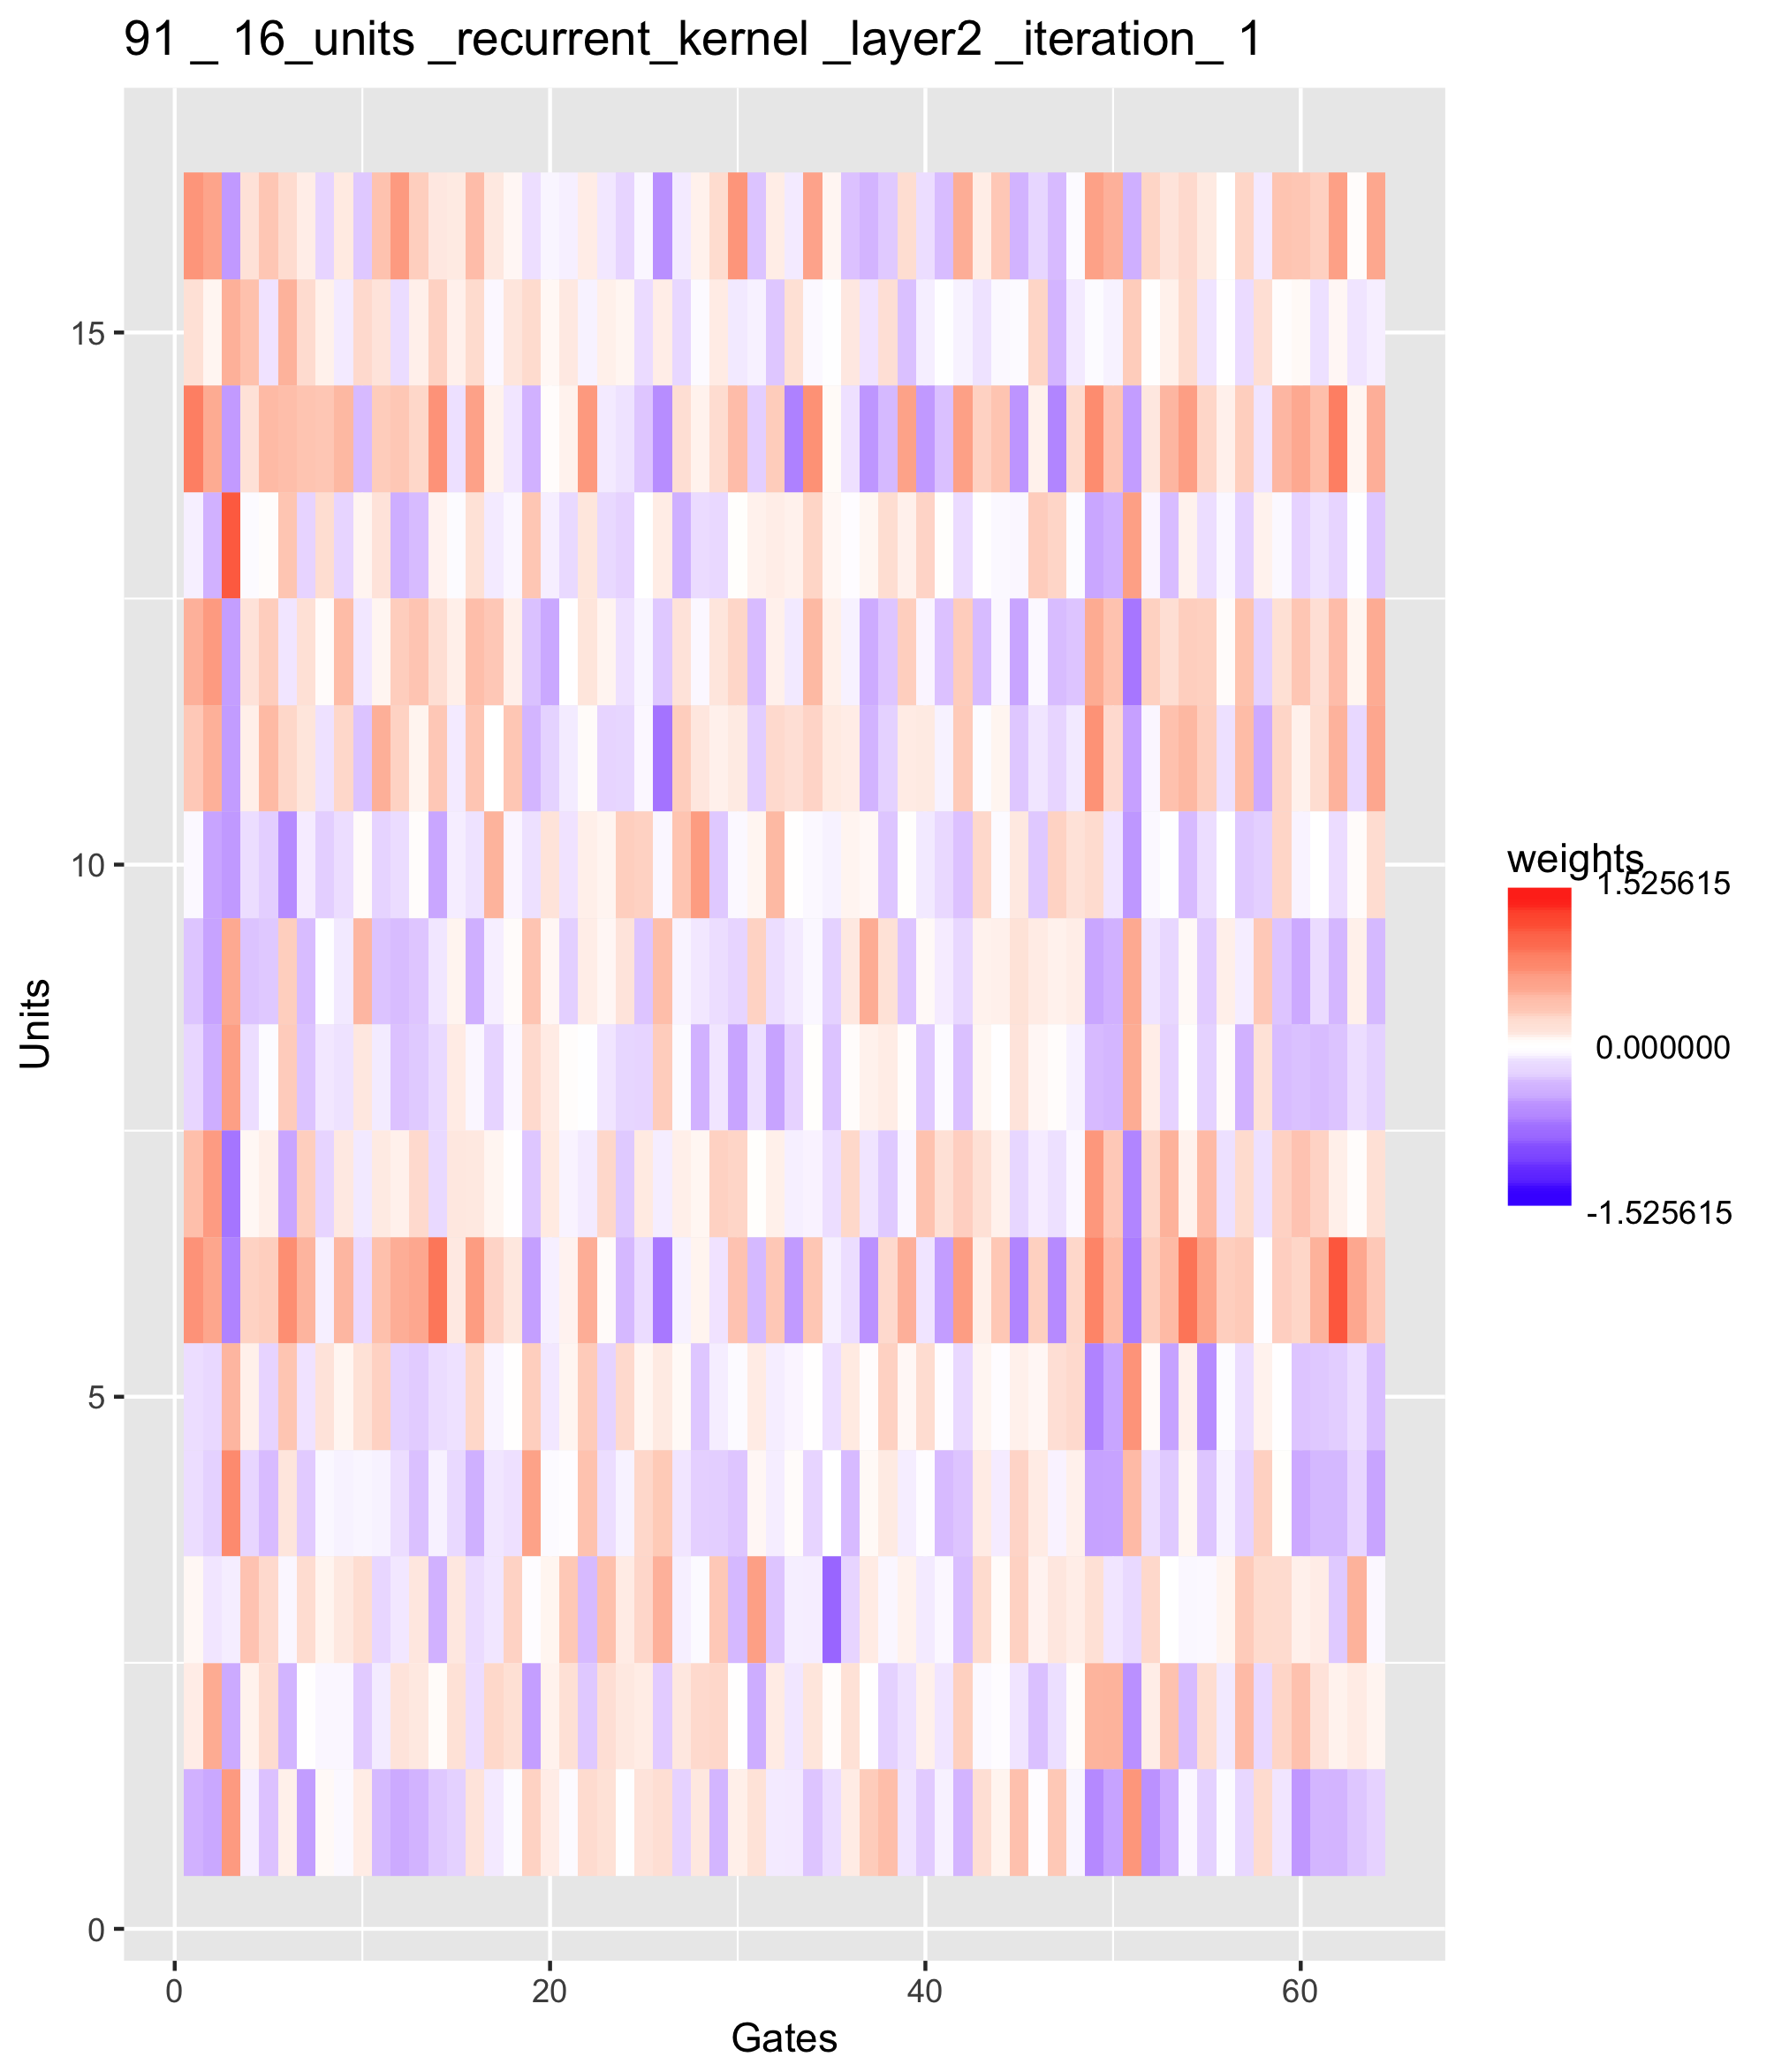 91 _ 16_units _recurrent_kernel _layer2 _iteration_ 1
15
10
5
0
Units
0 20 40 60
Gates
weights
1.525615
0.000000
-1.525615